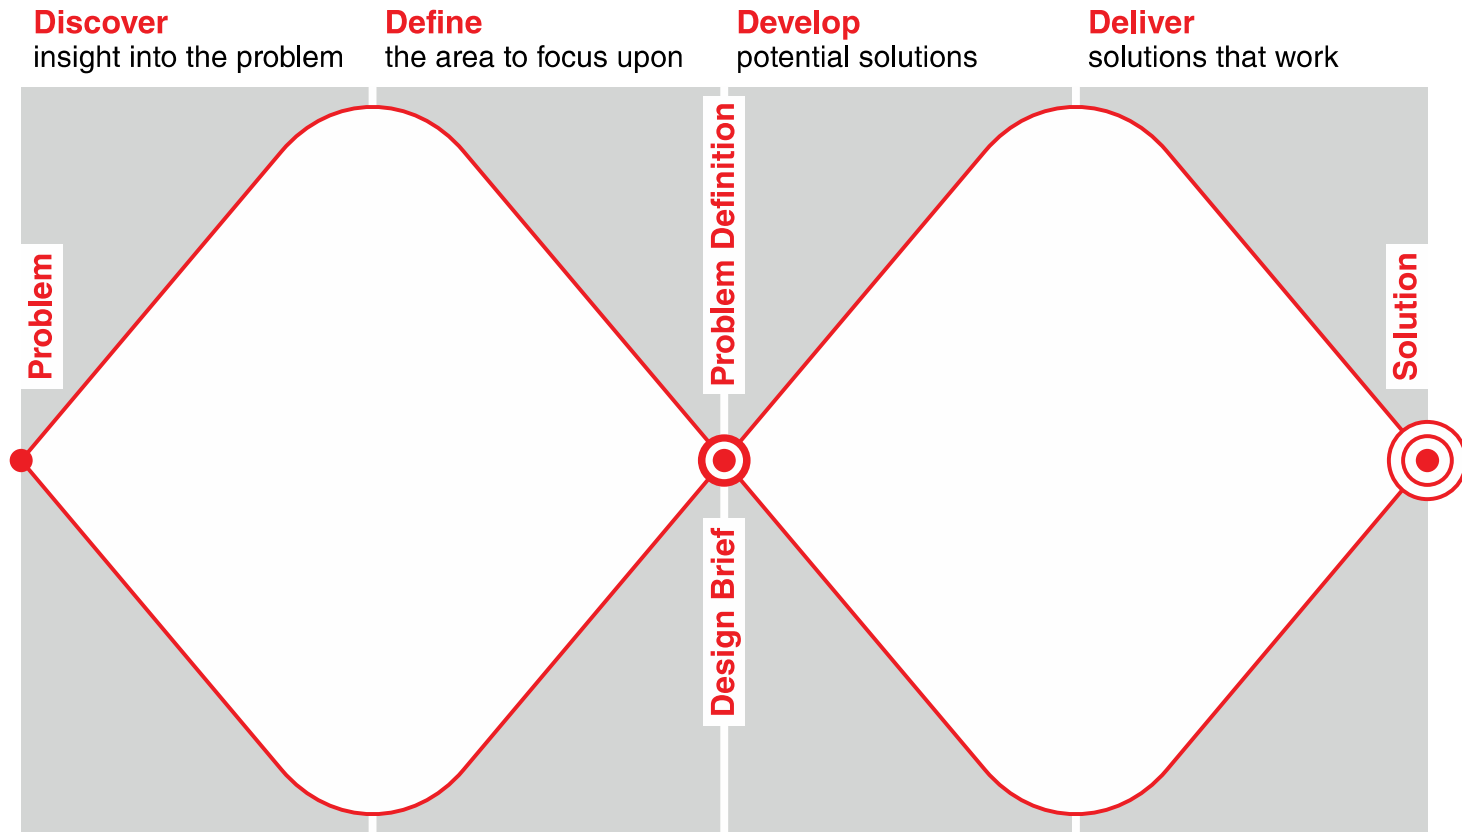 Discover
insight into the problem
Define
the area to focus upon
Develop
potential solutions
Deliver
solutions that work
Problem
Problem Definition
Design Brief
Solution